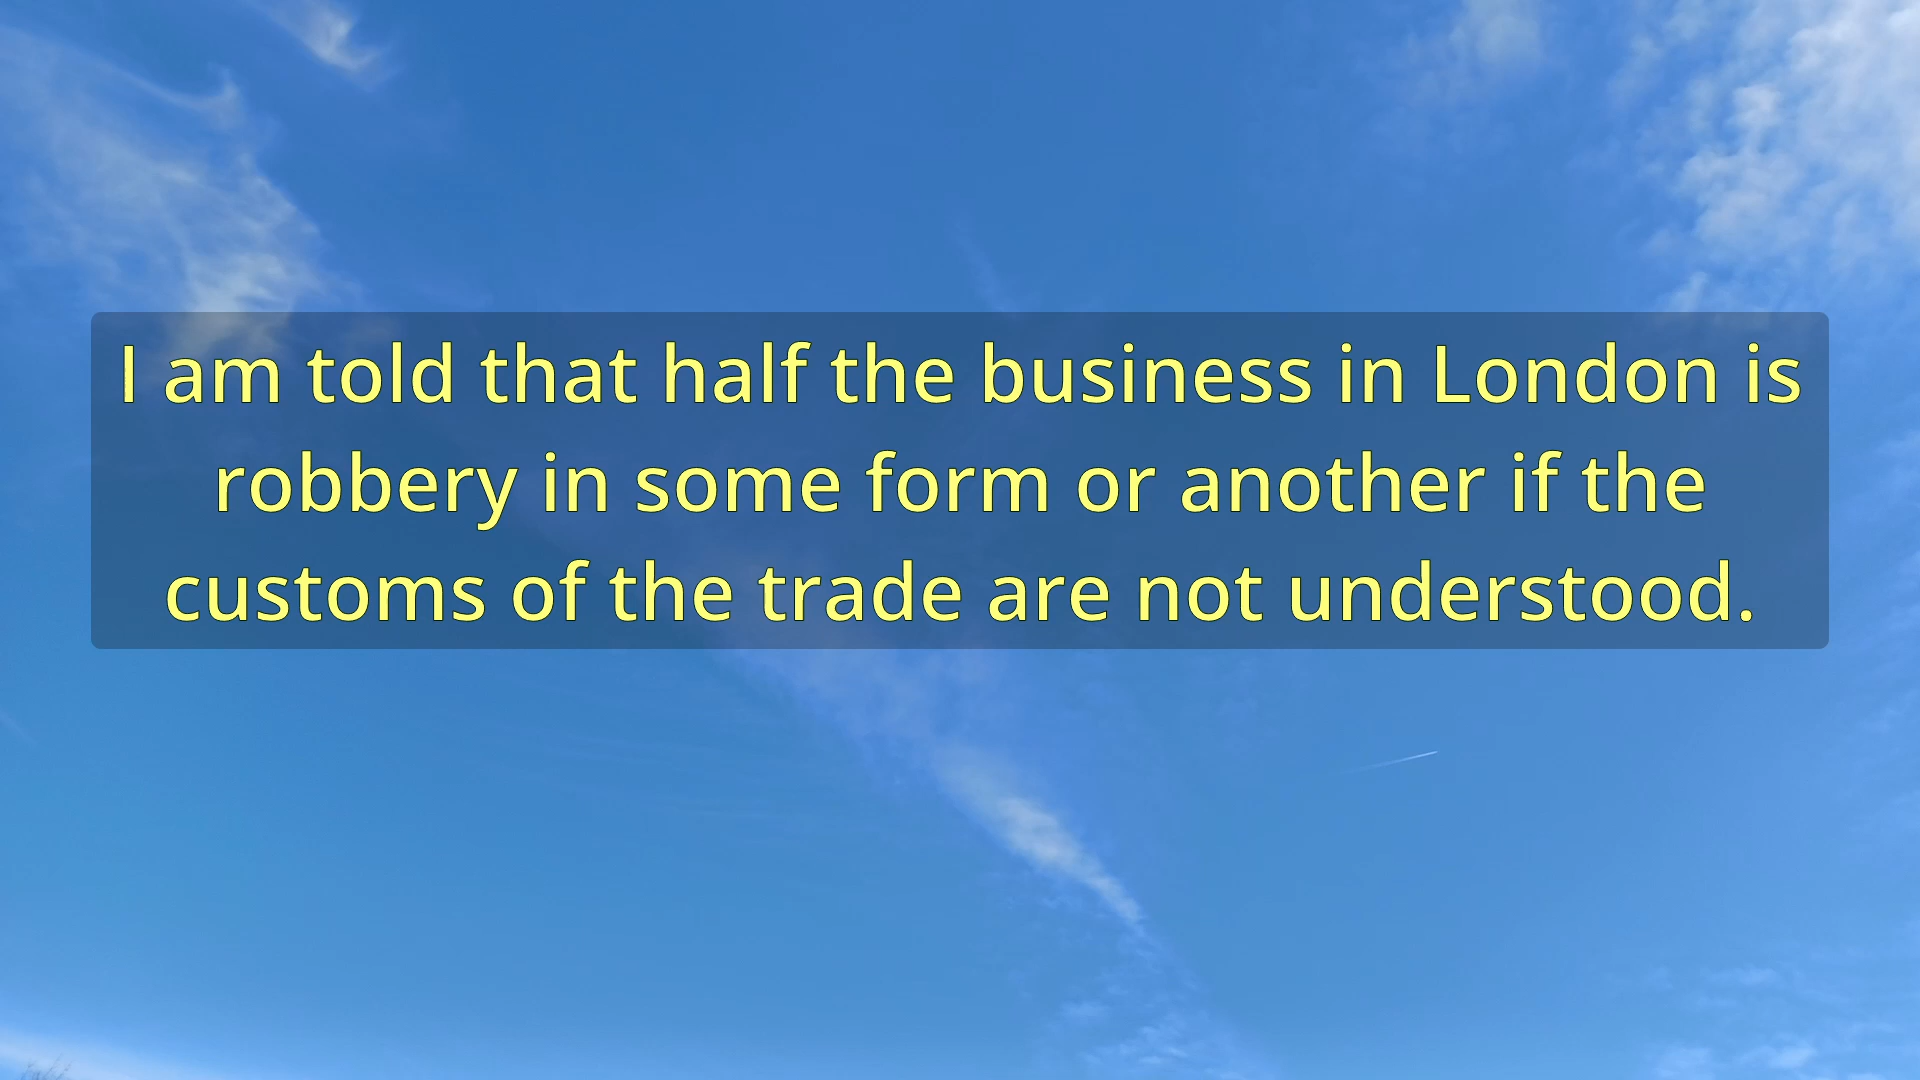 I am told that half the business in London is
robbery in some form or another if the
customs of the trade are not understood.